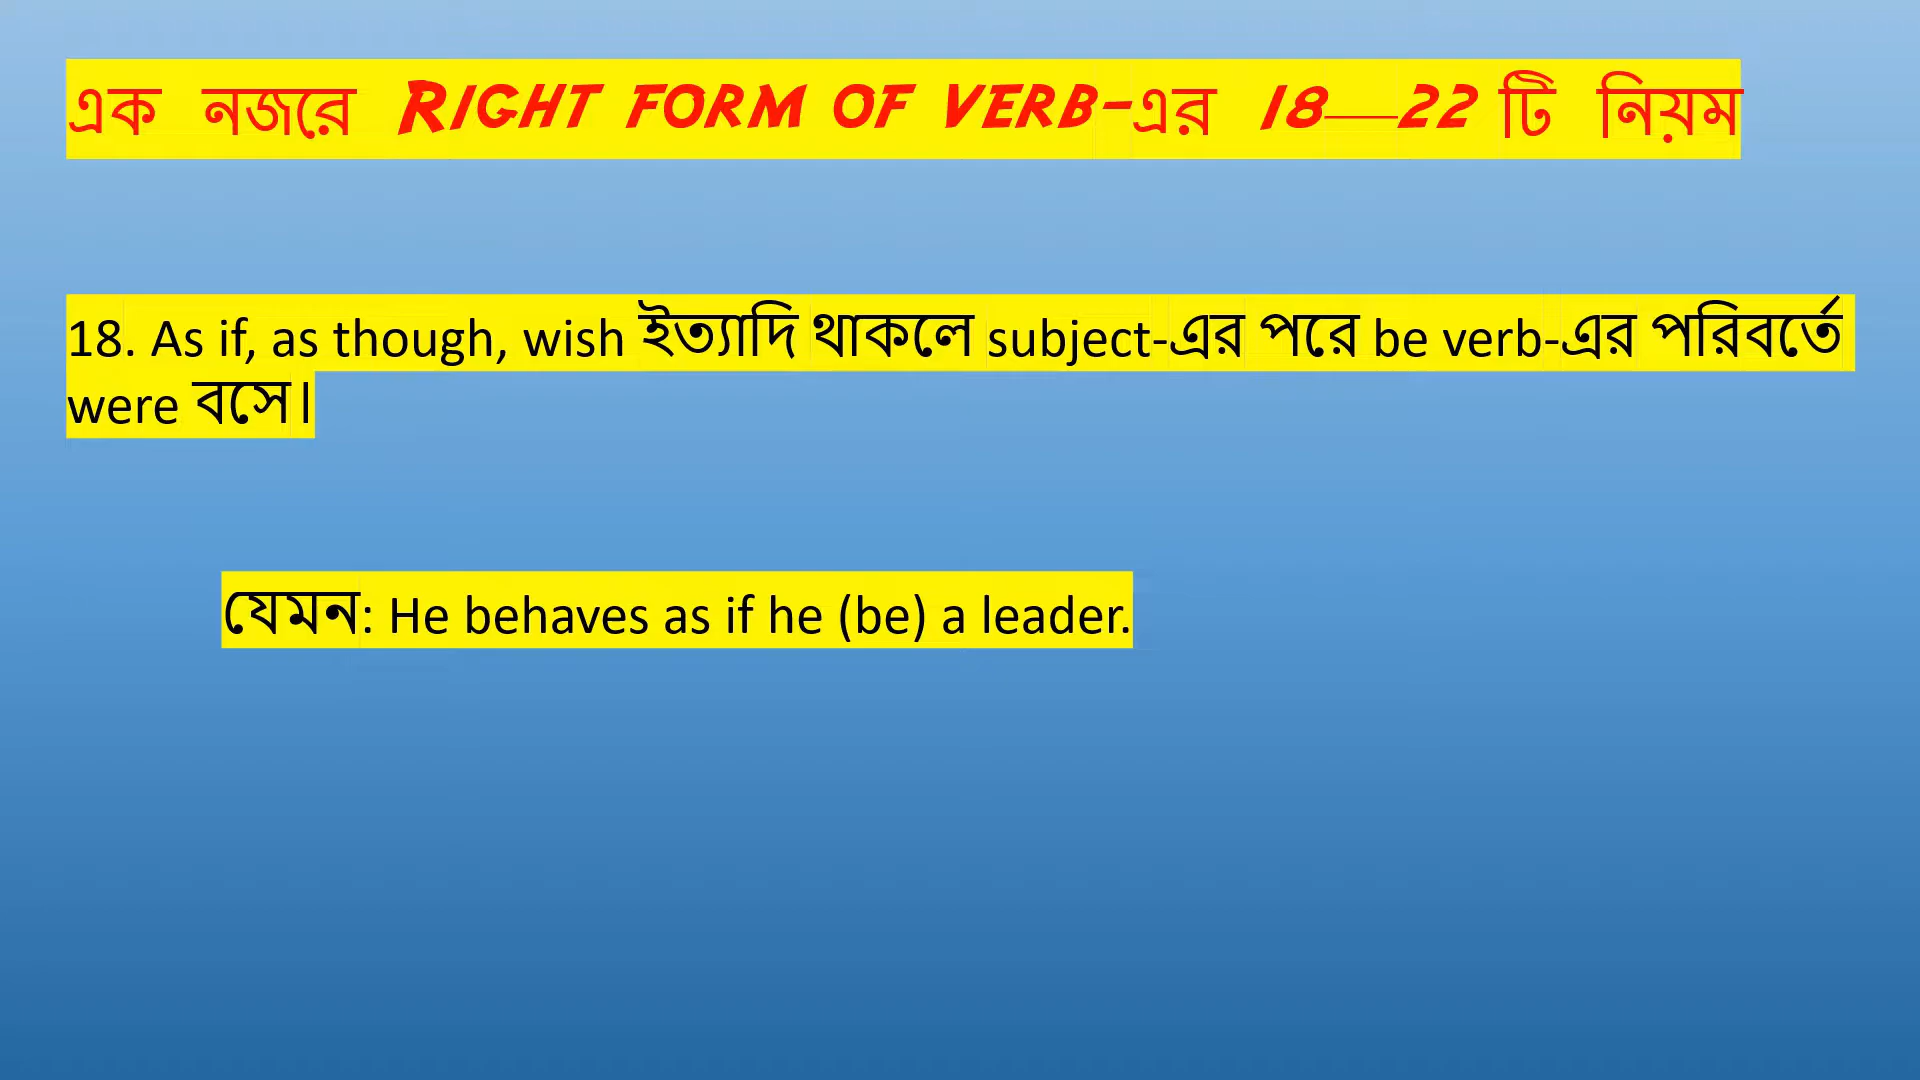 এক নজরে Right form of verb-এর 18—22 টি নিয়ম
18. As if, as though, wish ইত্যাদি থাকলে subject-এর পরে be verb-এর পরিবর্তে
were বসে।
যেমন: He behaves as if he (be) a leader.